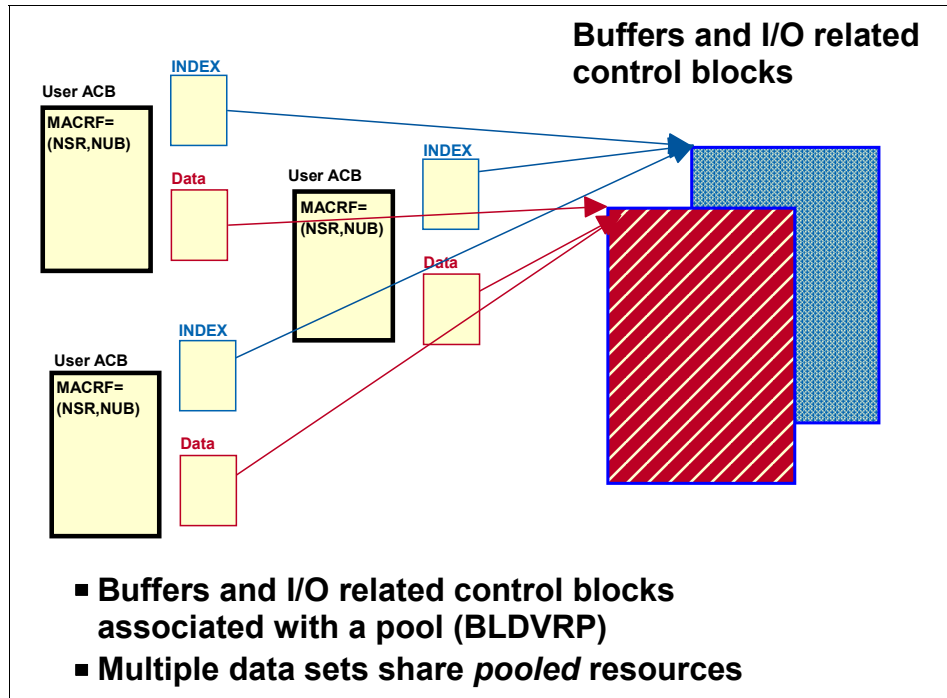 Buffers and I/O related
control blocks
INDEX
User ACB
MACRF=
(NSR,NUB)
Data
INDEX
User ACB
MACRF=
(NSR,NUB)
Data
INDEX
User ACB
MACRF=
(NSR,NUB)
Data
▪ Buffers and I/O related control blocks
associated with a pool (BLDVRP)
▪ Multiple data sets share pooled resources